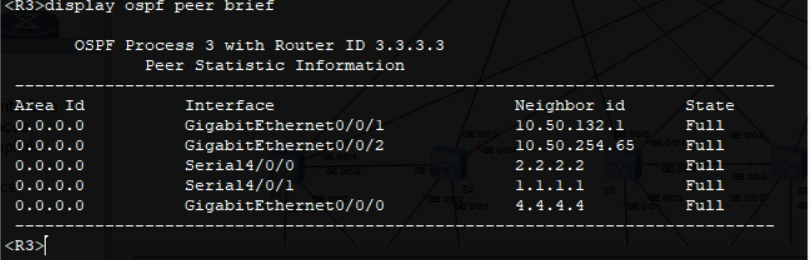 <R3>display ospf peer brief
OSPF Process 3 with Router ID 3.3.3.3
Peer Statistic Information
----------------------------------------------------------------------------
Area Id Interface Neighbor id State
0.0.0.0 GigabitEthernet0/0/1 10.50.132.1 Full
0.0.0.0 GigabitEthernet0/0/2 10.50.254.65 Full
0.0.0.0 Serial4/0/0 2.2.2.2 Full
0.0.0.0 Serial4/0/1 1.1.1.1 Full
0.0.0.0 GigabitEthernet0/0/0 4.4.4.4 Full
----------------------------------------------------------------------------
<R3>